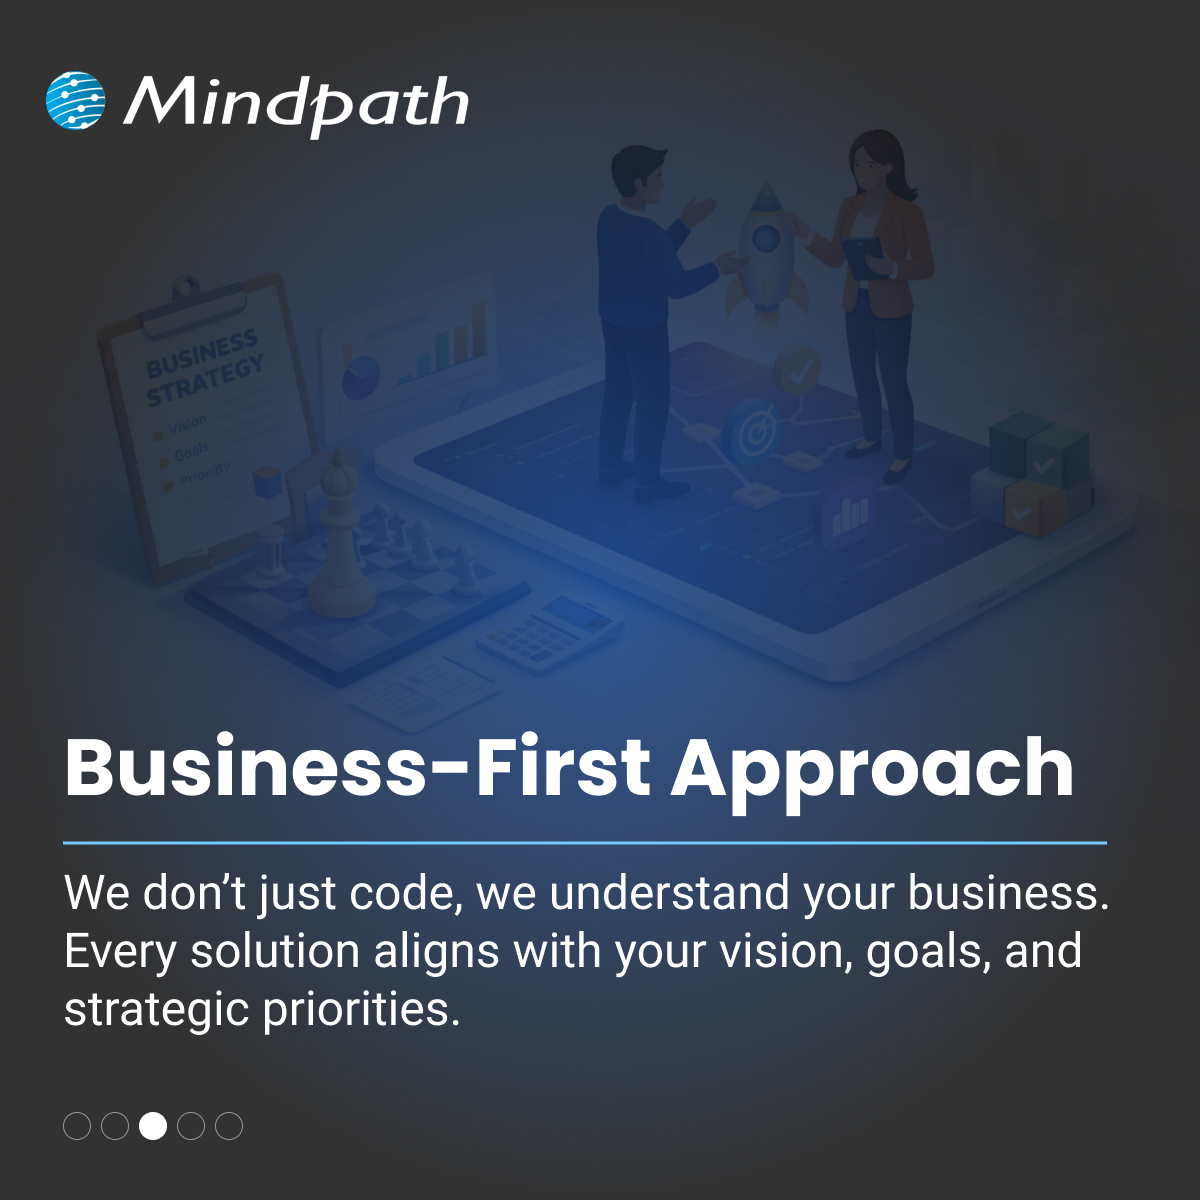 Mindpath
BUSINESS
STRATEGY
Vision
Goals
Priority
Business-First Approach
We don’t just code, we understand your business.
Every solution aligns with your vision, goals, and
strategic priorities.